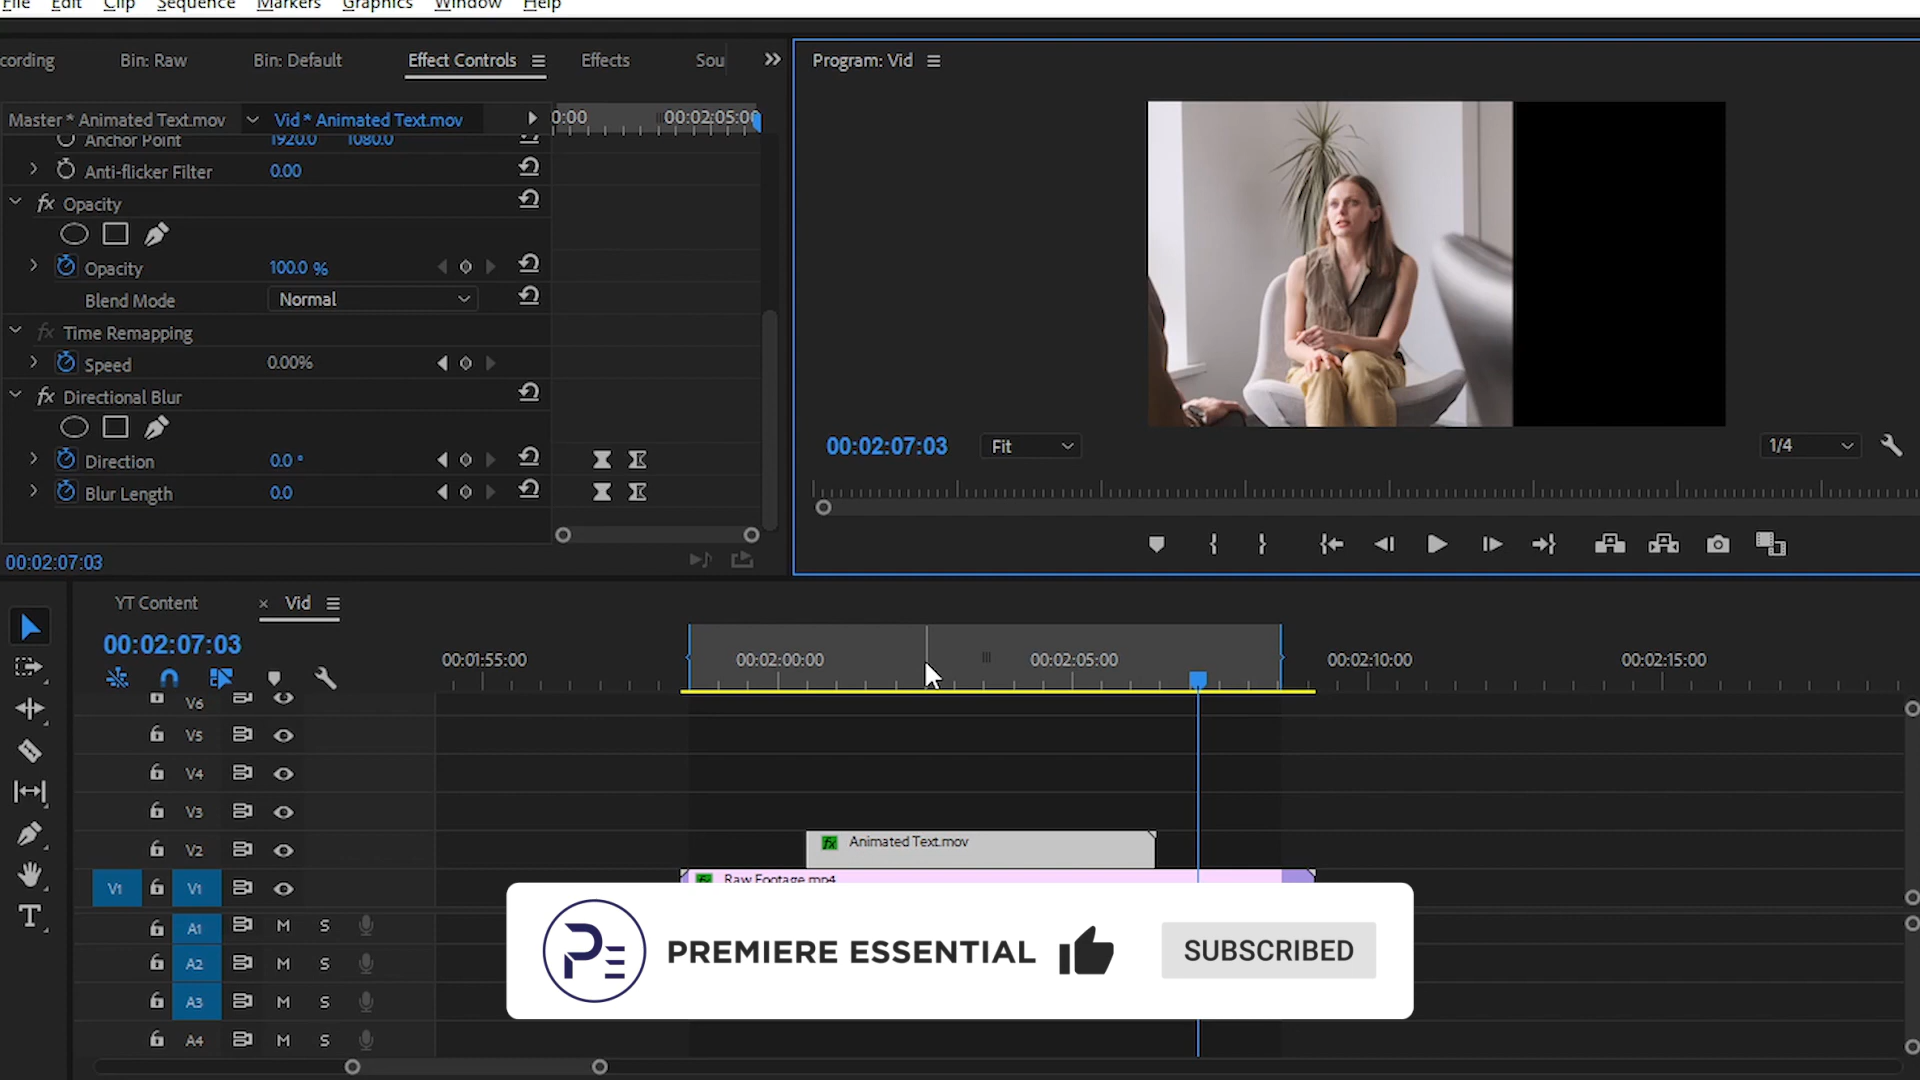 File Edit Clip Sequence Markers Graphics Window Help
cording Bin: Raw Bin: Default Effect Controls Effects Sou
Program: Vid
Master * Animated Text.mov Vid * Animated Text.mov
0:00 00:02:05:00
Anchor Point 1920.0 1080.0
Anti-flicker Filter 0.00
fx Opacity
Opacity 100.0 %
Blend Mode Normal
fx Time Remapping
Speed 0.00%
fx Directional Blur
Direction 0.0 °
Blur Length 0.0
00:02:07:03
00:02:07:03 Fit 1/4
YT Content × Vid
00:02:07:03
00:01:55:00 00:02:00:00 00:02:05:00 00:02:10:00 00:02:15:00
V6
V5
V4
V3
V2
fx Animated Text.mov
V1 V1
fx Raw Footage.mp4
A1 M S
A2 M S
A3 M S
A4 M S
PE PREMIERE ESSENTIAL SUBSCRIBED